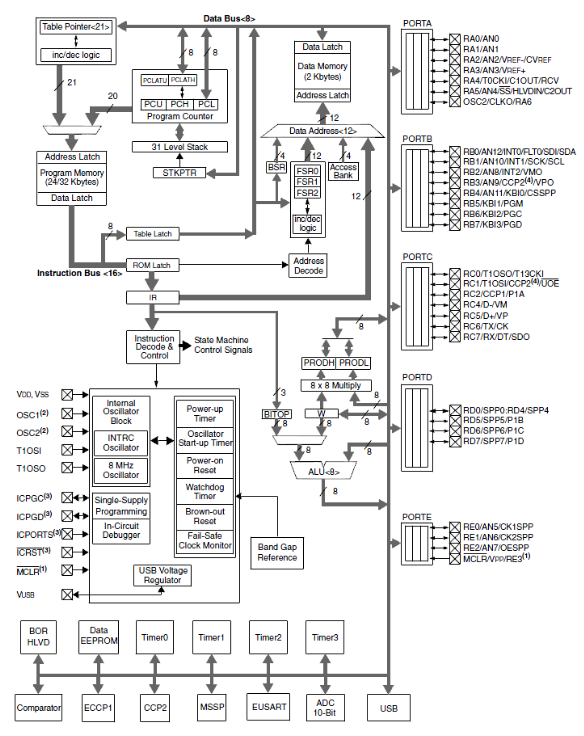 Data Bus<8>
PORTA
Table Pointer<21>
inc/dec logic
21
20
8
8
PCLATU PCLATH
PCU PCH PCL
Program Counter
31 Level Stack
STKPTR
Data Latch
Data Memory
(2 Kbytes)
Address Latch
12
Data Address<12>
RA0/AN0
RA1/AN1
RA2/AN2/VREF-/CVREF
RA3/AN3/VREF+
RA4/T0CKI/C1OUT/RCV
RA5/AN4/SS/HLVDIN/C2OUT
OSC2/CLKO/RA6
Address Latch
Program Memory
(24/32 Kbytes)
Data Latch
4
12
4
BSR
Access
Bank
FSR0
FSR1
FSR2
inc/dec
logic
12
PORTB
RB0/AN12/INT0/FLT0/SDI/SDA
RB1/AN10/INT1/SCK/SCL
RB2/AN8/INT2/VMO
RB3/AN9/CCP2(4)/VPO
RB4/AN11/KBI0/CSSPP
RB5/KBI1/PGM
RB6/KBI2/PGC
RB7/KBI3/PGD
8
Table Latch
Instruction Bus <16>
ROM Latch
Address
Decode
IR
PORTC
RC0/T1OSO/T13CKI
RC1/T1OSI/CCP2(4)/UOE
RC2/CCP1/P1A
RC4/D-/VM
RC5/D+/VP
RC6/TX/CK
RC7/RX/DT/SDO
Instruction
Decode &
Control
State Machine
Control Signals
8
PRODH PRODL
8 x 8 Multiply
3
8
BITOP
W
8
8
8
8
ALU<8>
8
PORTD
RD0/SPP0:RD4/SPP4
RD5/SPP5/P1B
RD6/SPP6/P1C
RD7/SPP7/P1D
VDD, VSS
OSC1(2)
OSC2(2)
T1OSI
T1OSO
ICPGC(3)
ICPGD(3)
ICPORTS(3)
ICRST(3)
MCLR(1)
VUSB
Internal
Oscillator
Block
INTRC
Oscillator
8 MHz
Oscillator
Single-Supply
Programming
In-Circuit
Debugger
Power-up
Timer
Oscillator
Start-up Timer
Power-on
Reset
Watchdog
Timer
Brown-out
Reset
Fail-Safe
Clock Monitor
USB Voltage
Regulator
Band Gap
Reference
PORTE
RE0/AN5/CK1SPP
RE1/AN6/CK2SPP
RE2/AN7/OESPP
MCLR/VPP/RE3(1)
BOR
HLVD
Data
EEPROM
Timer0
Timer1
Timer2
Timer3
Comparator
ECCP1
CCP2
MSSP
EUSART
ADC
10-Bit
USB